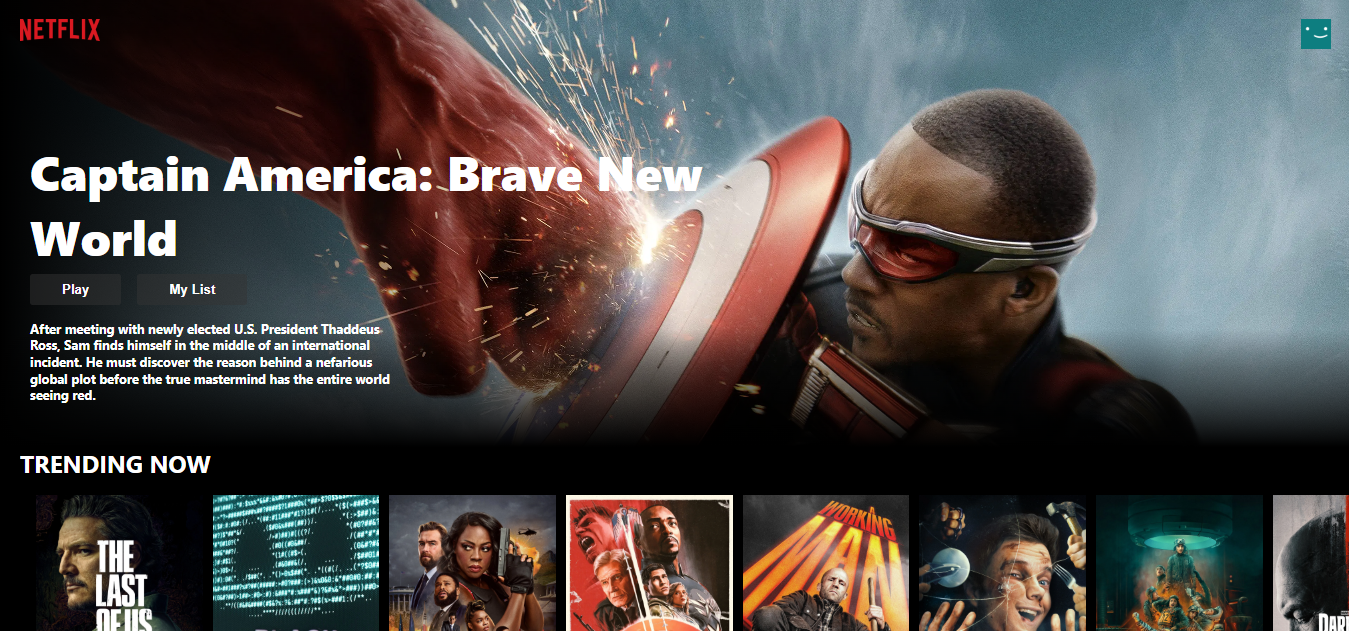 NETFLIX
Captain America: Brave New
World
Play
My List
After meeting with newly elected U.S. President Thaddeus
Ross, Sam finds himself in the middle of an international
incident. He must discover the reason behind a nefarious
global plot before the true mastermind has the entire world
seeing red.
TRENDING NOW
THE
LAST
OF US
A
WORKING
MAN